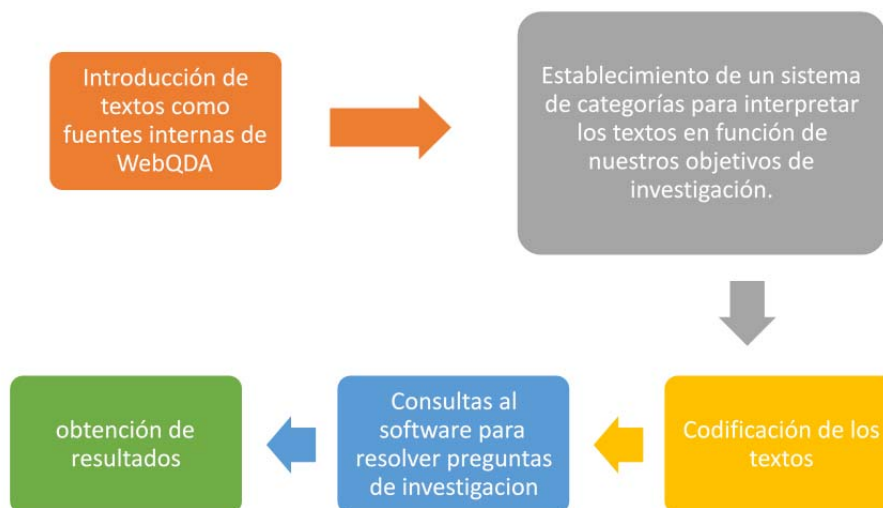 Introducción de
textos como
fuentes internas de
WebQDA
Establecimiento de un sistema
de categorías para interpretar
los textos en función de
nuestros objetivos de
investigación.
Codificación de los
textos
Consultas al
software para
resolver preguntas
de investigacion
obtención de
resultados